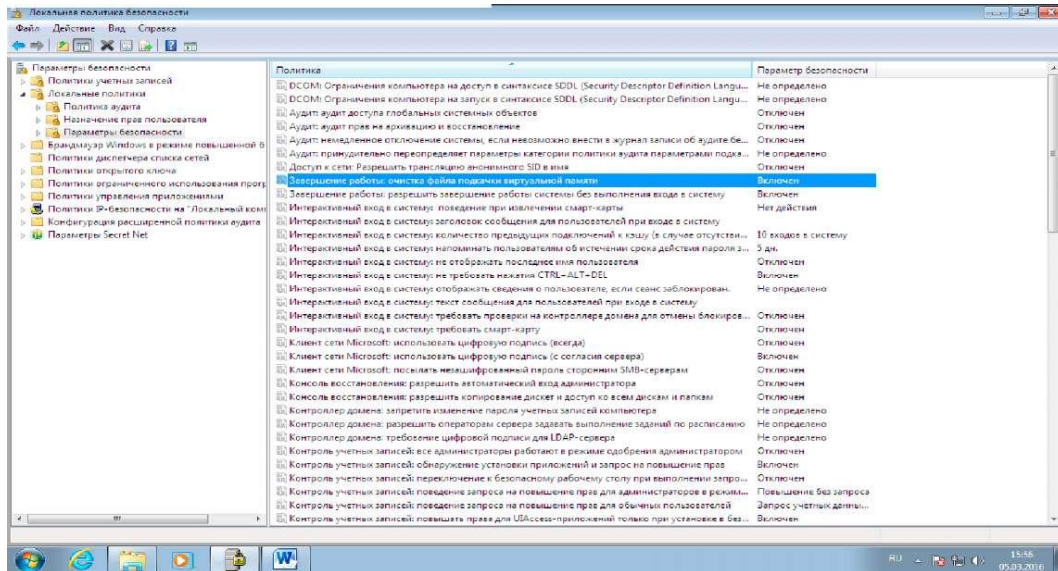 Локальная политика безопасности
Файл Действие Вид Справка
Параметры безопасности
Политики учетных записей
Локальные политики
Политика аудита
Назначение прав пользователя
Параметры безопасности
Брандмауэр Windows в режиме повышенной б
Политики диспетчера списка сетей
Политики открытого ключа
Политики ограниченного использования прогр
Политики управления приложениями
Политики IP-безопасности на "Локальный комп
Конфигурация расширенной политики аудита
Параметры Secret Net
Политика Параметр безопасности
DCOM: Ограничения компьютера на доступ в синтаксисе SDDL (Security Descriptor Definition Langu... Не определено
DCOM: Ограничения компьютера на запуск в синтаксисе SDDL (Security Descriptor Definition Langu... Не определено
Аудит: аудит доступа глобальных системных объектов Отключен
Аудит: аудит прав на архивацию и восстановление Отключен
Аудит: немедленное отключение системы, если невозможно внести в журнал записи об аудите бе... Отключен
Аудит: принудительно переопределяет параметры категории политики аудита параметрами подка... Не определено
Доступ к сети: Разрешить трансляцию анонимного SID в имя Отключен
Завершение работы: очистка файла подкачки виртуальной памяти Включен
Завершение работы: разрешить завершение работы системы без выполнения входа в систему Включен
Интерактивный вход в систему: поведение при извлечении смарт-карты Нет действия
Интерактивный вход в систему: заголовок сообщения для пользователей при входе в систему
Интерактивный вход в систему: количество предыдущих подключений к кэшу (в случае отсутстви... 10 входов в систему
Интерактивный вход в систему: напоминать пользователям об истечении срока действия пароля з... 5 дн.
Интерактивный вход в систему: не отображать последнее имя пользователя Отключен
Интерактивный вход в систему: не требовать нажатия CTRL+ALT+DEL Включен
Интерактивный вход в систему: отображать сведения о пользователе, если сеанс заблокирован. Не определено
Интерактивный вход в систему: текст сообщения для пользователей при входе в систему
Интерактивный вход в систему: требовать проверки на контроллере домена для отмены блокиров... Отключен
Интерактивный вход в систему: требовать смарт-карту Отключен
Клиент сети Microsoft: использовать цифровую подпись (всегда) Отключен
Клиент сети Microsoft: использовать цифровую подпись (с согласия сервера) Включен
Клиент сети Microsoft: посылать незашифрованный пароль сторонним SMB-серверам Отключен
Консоль восстановления: разрешить автоматический вход администратора Отключен
Консоль восстановления: разрешить копирование дискет и доступ ко всем дискам и папкам Отключен
Контроллер домена: запретить изменение пароля учетных записей компьютера Не определено
Контроллер домена: разрешить операторам сервера задавать выполнение заданий по расписанию Не определено
Контроллер домена: требование цифровой подписи для LDAP-сервера Не определено
Контроль учетных записей: все администраторы работают в режиме одобрения администратором Отключен
Контроль учетных записей: обнаружение установки приложений и запрос на повышение прав Включен
Контроль учетных записей: переключение к безопасному рабочему столу при выполнении запро... Отключен
Контроль учетных записей: поведение запроса на повышение прав для администраторов в режим... Повышение без запроса
Контроль учетных записей: поведение запроса на повышение прав для обычных пользователей Запрос учетных данны...
Контроль учетных записей: повышать права для UIAccess-приложений только при установке в без... Включен
RU
15:56
05.03.2016